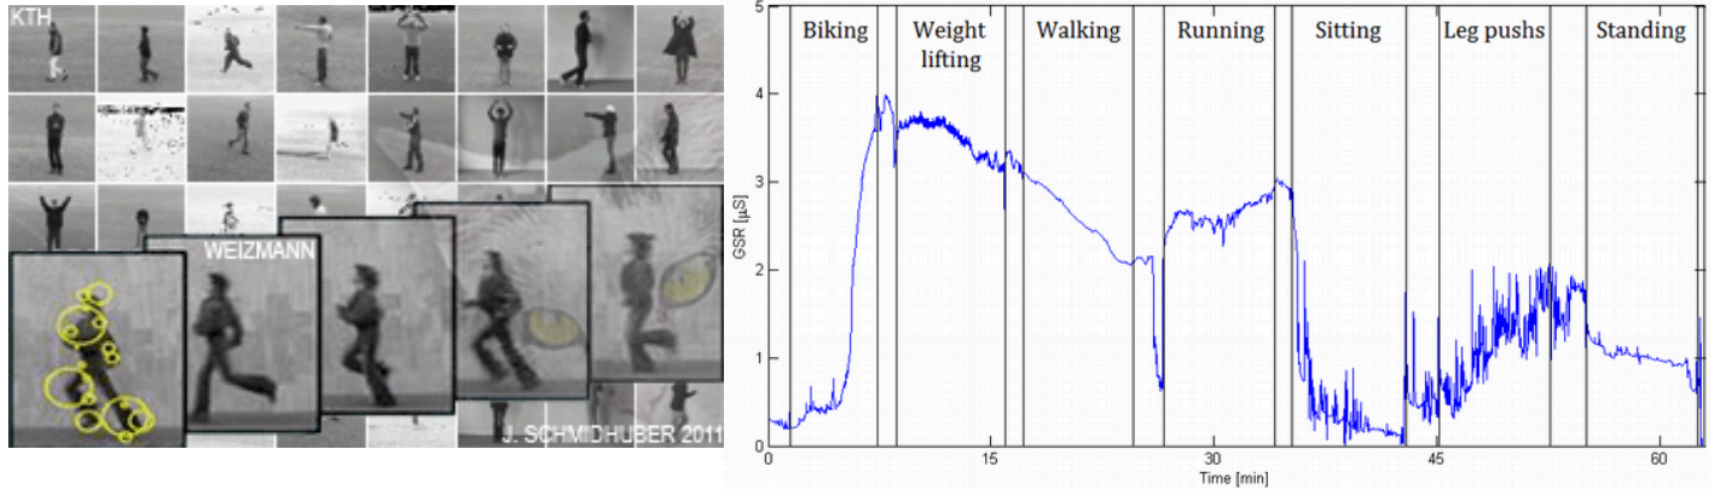 KTH
WEIZMANN
J. SCHMIDHUBER 2011
Biking
Weight
lifting
Walking
Running
Sitting
Leg pushs
Standing
5
4
3
2
1
0
GSR [µS]
0
15
30
45
60
Time [min]